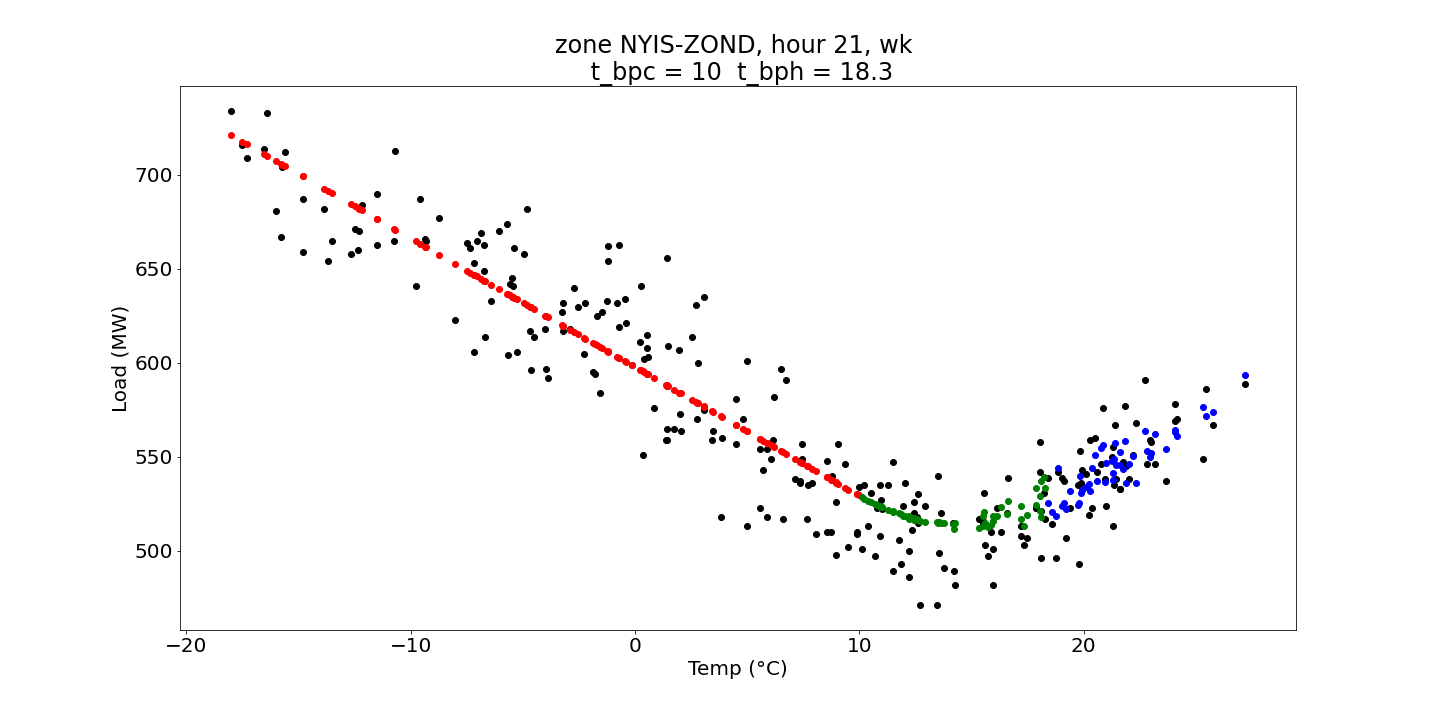 zone NYIS-ZOND, hour 21, wk
t_bpc = 10 t_bph = 18.3
700
650
600
550
500
Load (MW)
−20
−10
0
10
20
Temp (°C)